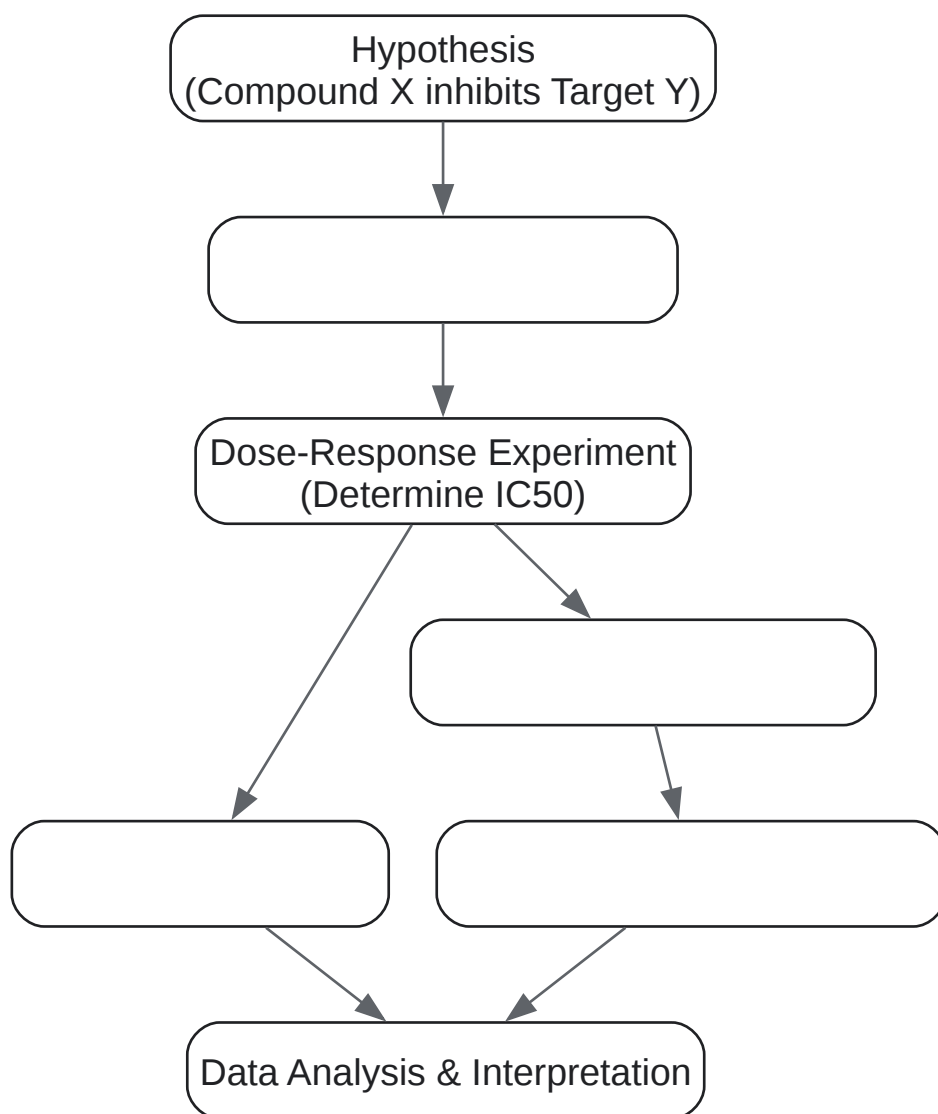 Hypothesis
(Compound X inhibits Target Y)
Dose-Response Experiment
(Determine IC50)
Data Analysis & Interpretation